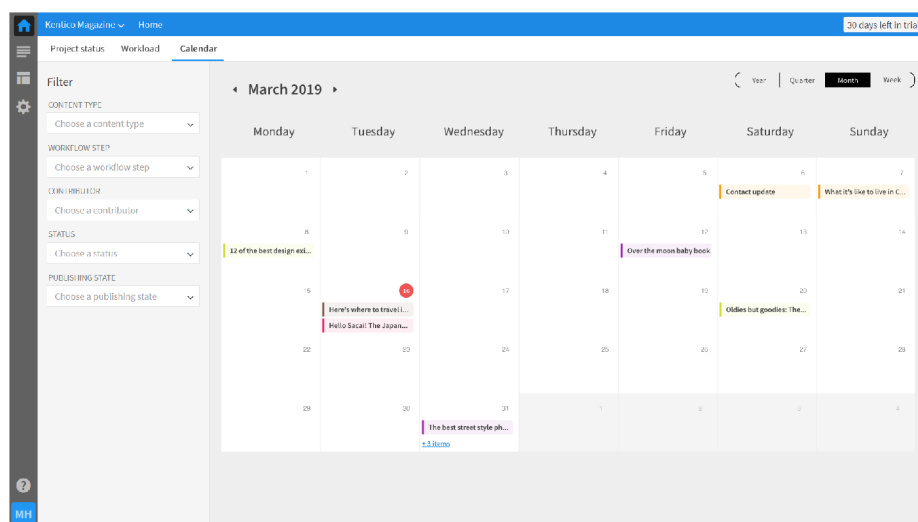 Kentico Magazine Home 30 days left in trial
Project status Workload Calendar
Filter
CONTENT TYPE
Choose a content type
WORKFLOW STEP
Choose a workflow step
CONTRIBUTOR
Choose a contributor
STATUS
Choose a status
PUBLISHING STATE
Choose a publishing state
March 2019
Year Quarter Month Week
Monday Tuesday Wednesday Thursday Friday Saturday Sunday
1 2 3 4 5 6 7
Contact update What it's like to live in C...
8 9 10 11 12 13 14
12 of the best design exi... Over the moon baby book
15 16 17 18 19 20 21
Here's where to travel i... Oldies but goodies: The...
Hello Sacai! The Japan...
22 23 24 25 26 27 28
29 30 31 1 2 3 4
The best street style ph...
+ 3 items
?
MH